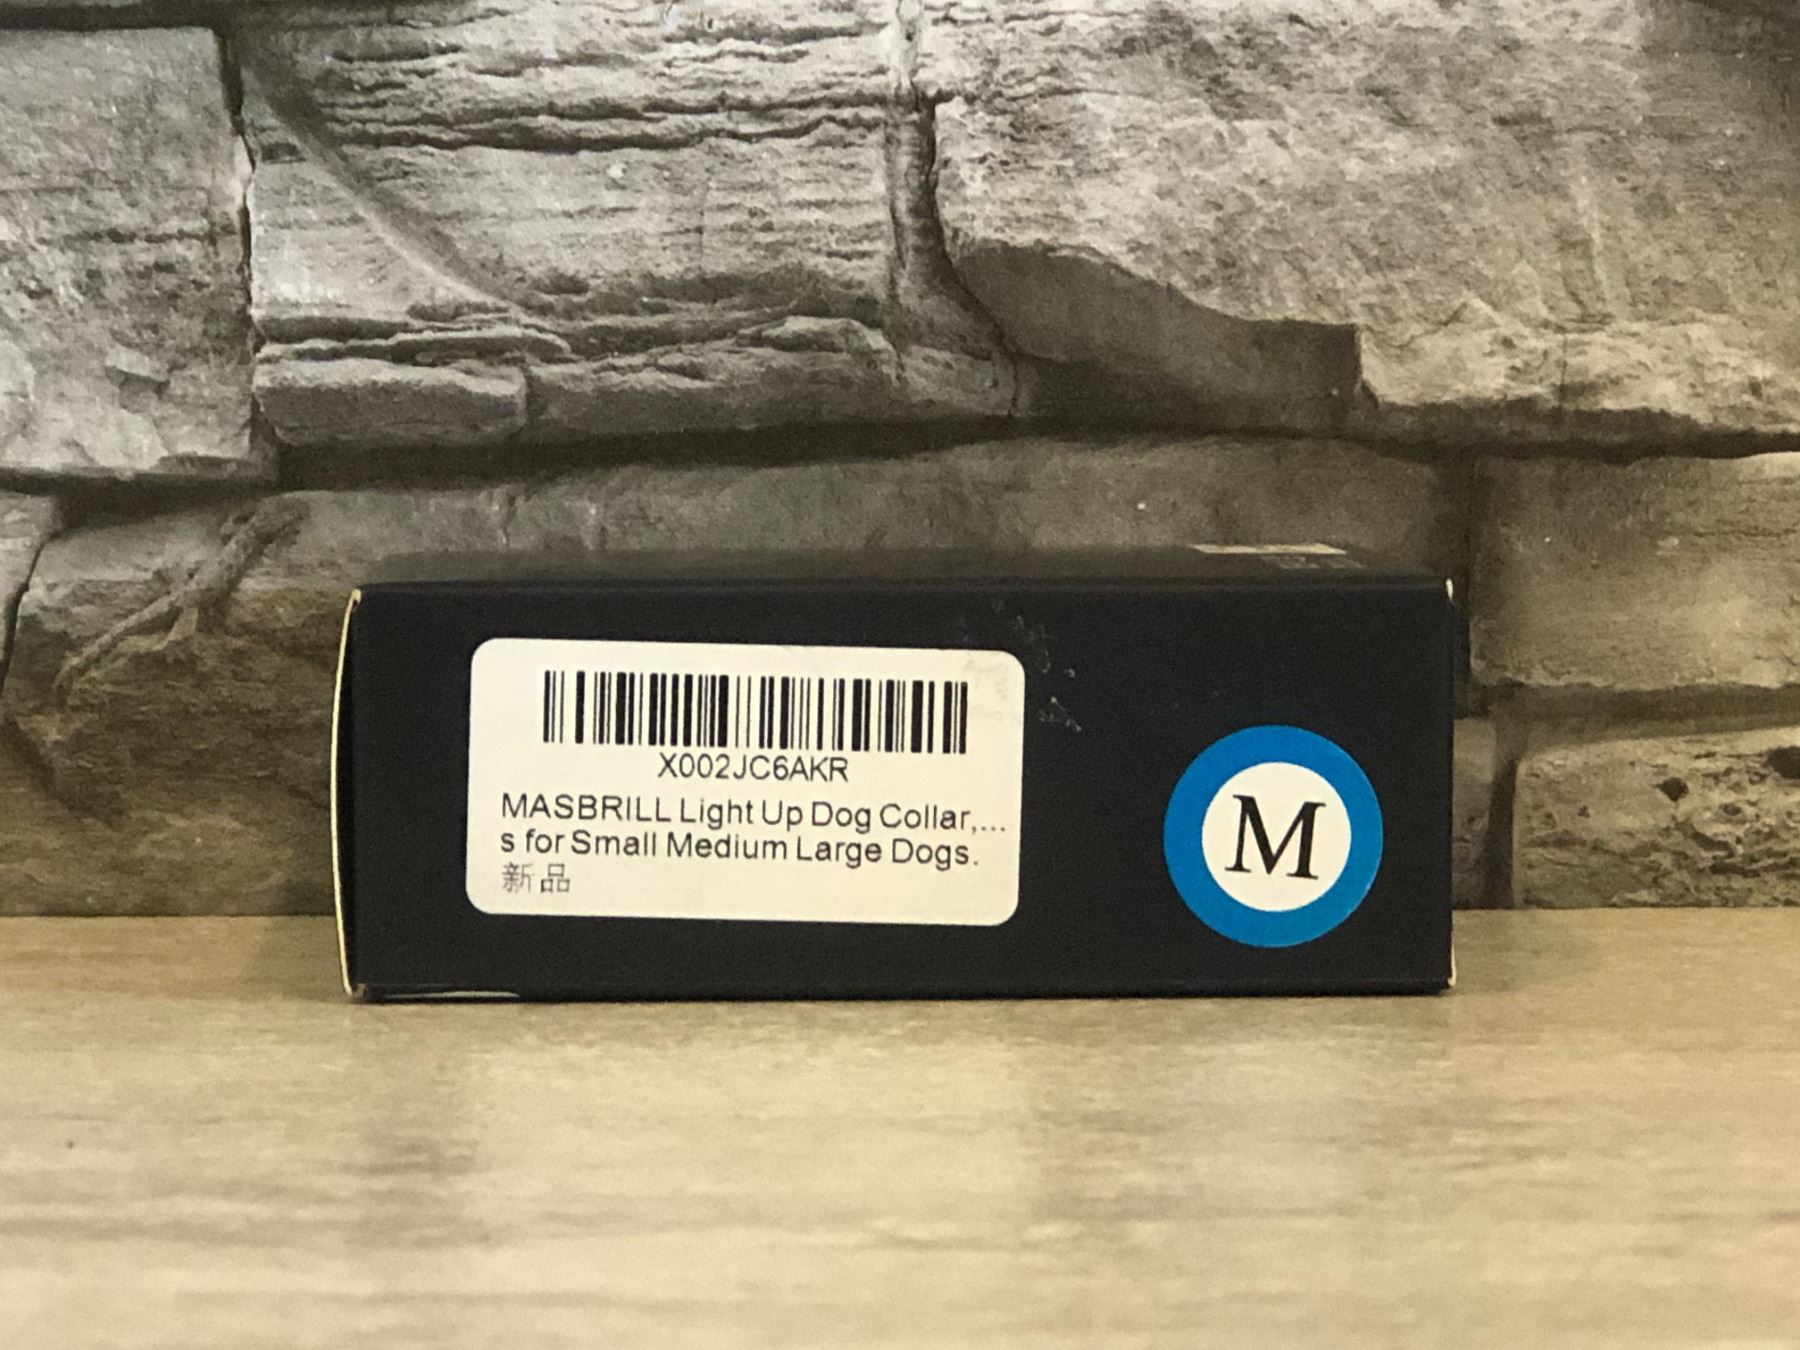 X002JC6AKR
MASBRILL Light Up Dog Collar,...
s for Small Medium Large Dogs.
新品
M